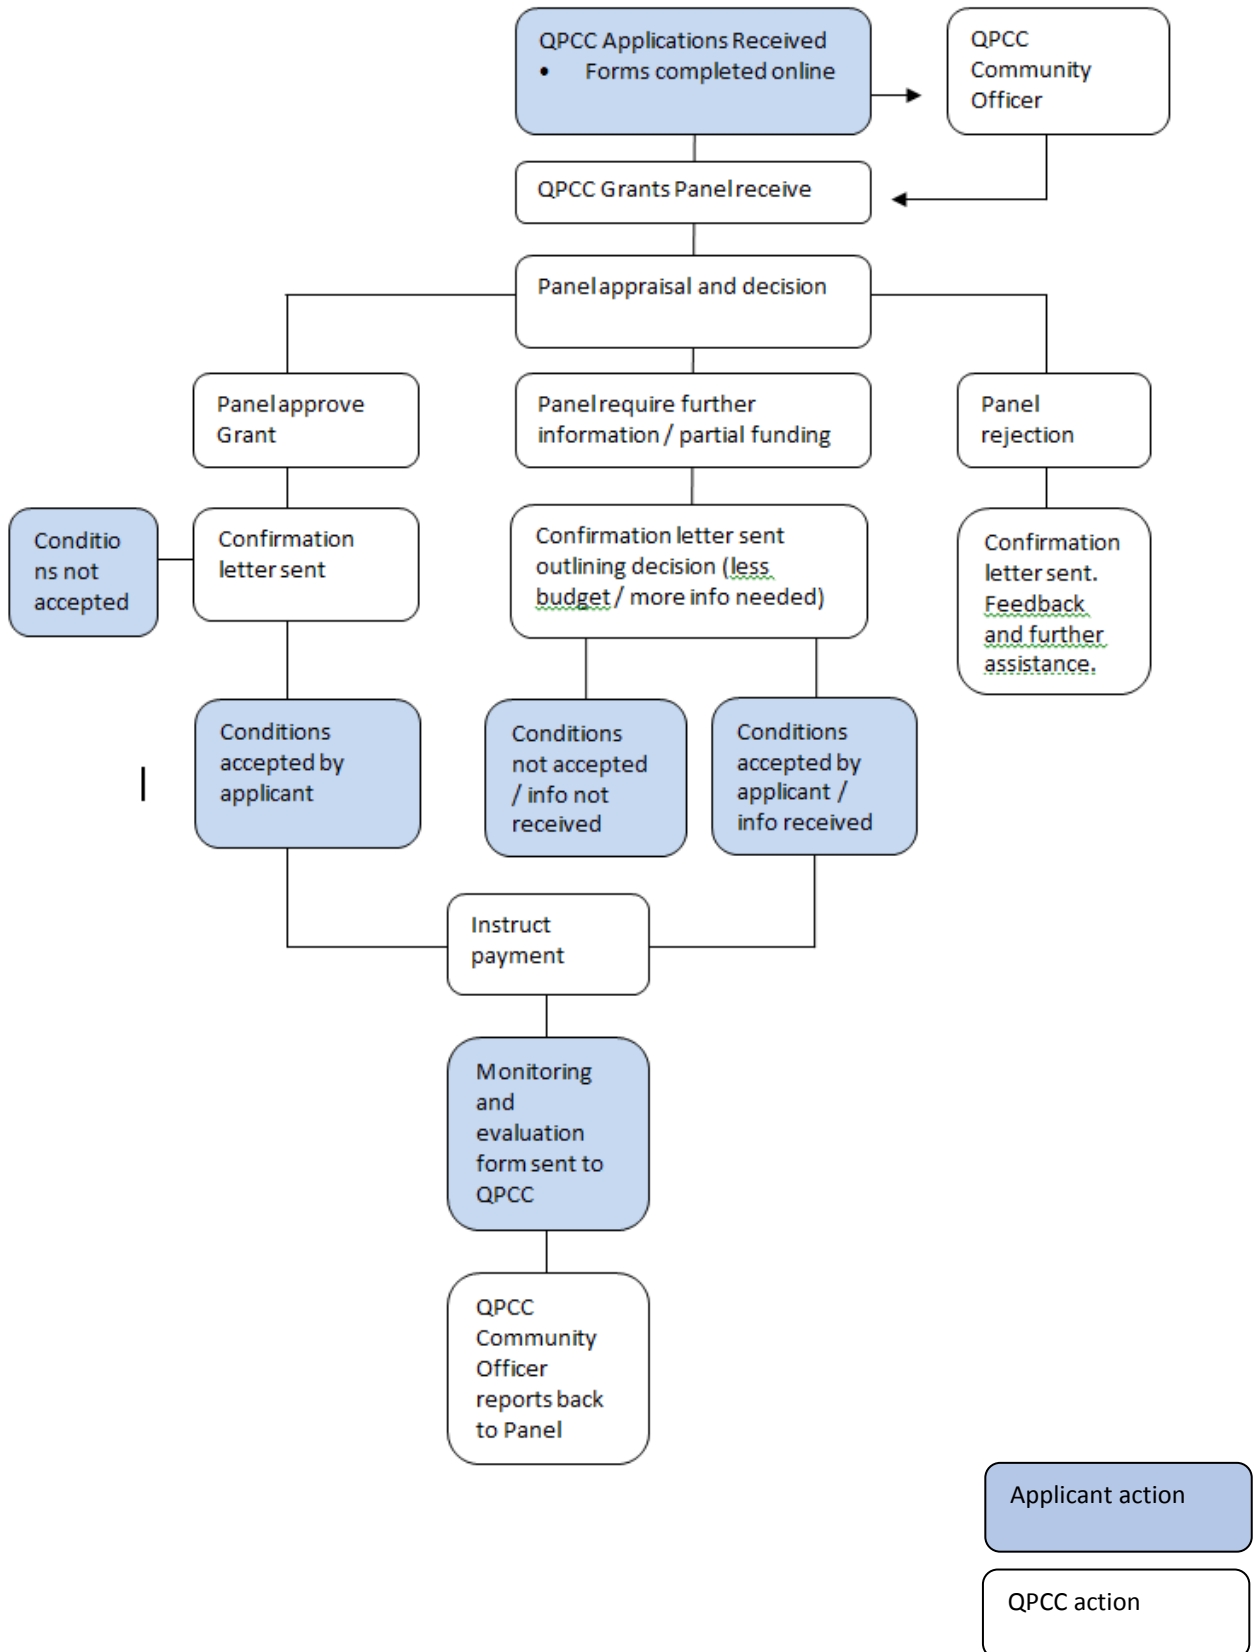 QPCC Applications Received
• Forms completed online
QPCC
Community
Officer
QPCC Grants Panel receive
Panel appraisal and decision
Panel approve
Grant
Panel require further
information / partial funding
Panel
rejection
Conditio
ns not
accepted
Confirmation
letter sent
Confirmation letter sent
outlining decision (less
budget / more info needed)
Confirmation
letter sent.
Feedback
and further
assistance.
Conditions
accepted by
applicant
Conditions
not accepted
/ info not
received
Conditions
accepted by
applicant /
info received
Instruct
payment
Monitoring
and
evaluation
form sent to
QPCC
QPCC
Community
Officer
reports back
to Panel
Applicant action
QPCC action